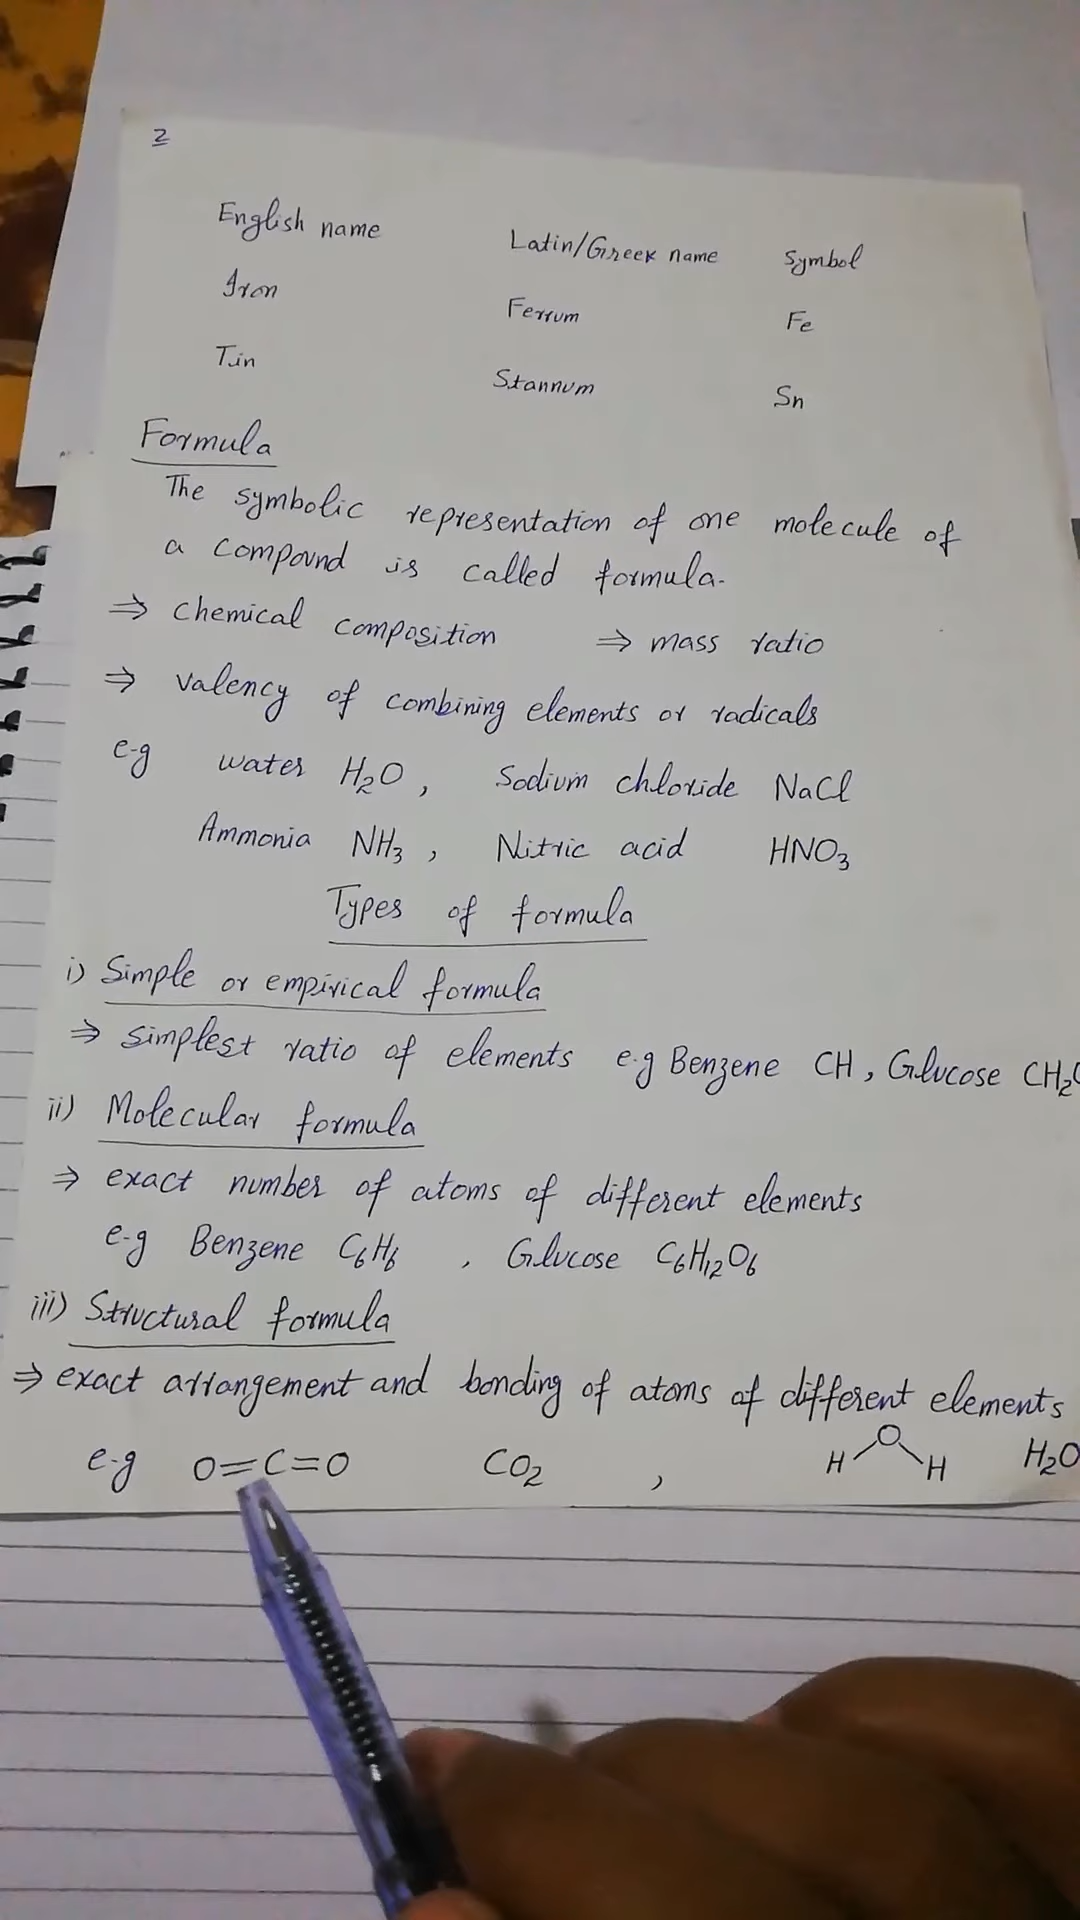 2
English name Latin/Greek name Symbol
Iron Ferrum Fe
Tin Stannum Sn
Formula
The symbolic representation of one molecule of
a compound is called formula.
⇒ chemical composition ⇒ mass ratio
⇒ valency of combining elements or radicals
e-g water H₂O , Sodium chloride NaCl
Ammonia NH₃ , Nitric acid HNO₃
Types of formula
i) Simple or empirical formula
⇒ simplest ratio of elements e.g Benzene CH , Glucose CH₂O
ii) Molecular formula
⇒ exact number of atoms of different elements
e-g Benzene C₆H₆ , Glucose C₆H₁₂O₆
iii) Structural formula
⇒ exact arrangement and bonding of atoms of different elements
e-g O=C=O CO₂ , H O H H₂O